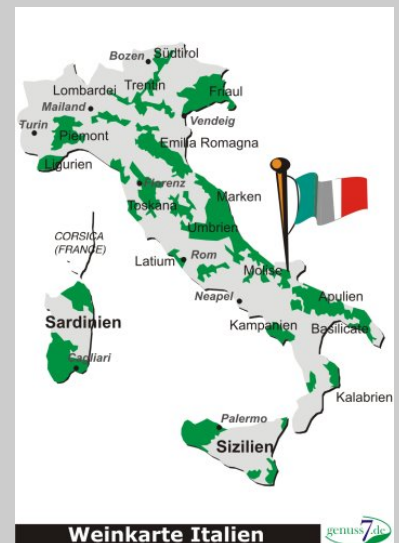 Bozen
Südtirol
Lombardei
Trentin
Friaul
Mailand
Vendeig
Turin
Piemont
Emilia Romagna
Ligurien
Florenz
Toskana
Marken
Umbrien
CORSICA
(FRANCE)
Latium
Rom
Molise
Neapel
Apulien
Sardinien
Kampanien
Basilicate
Cagliari
Kalabrien
Palermo
Sizilien
Weinkarte Italien
genuss7.de